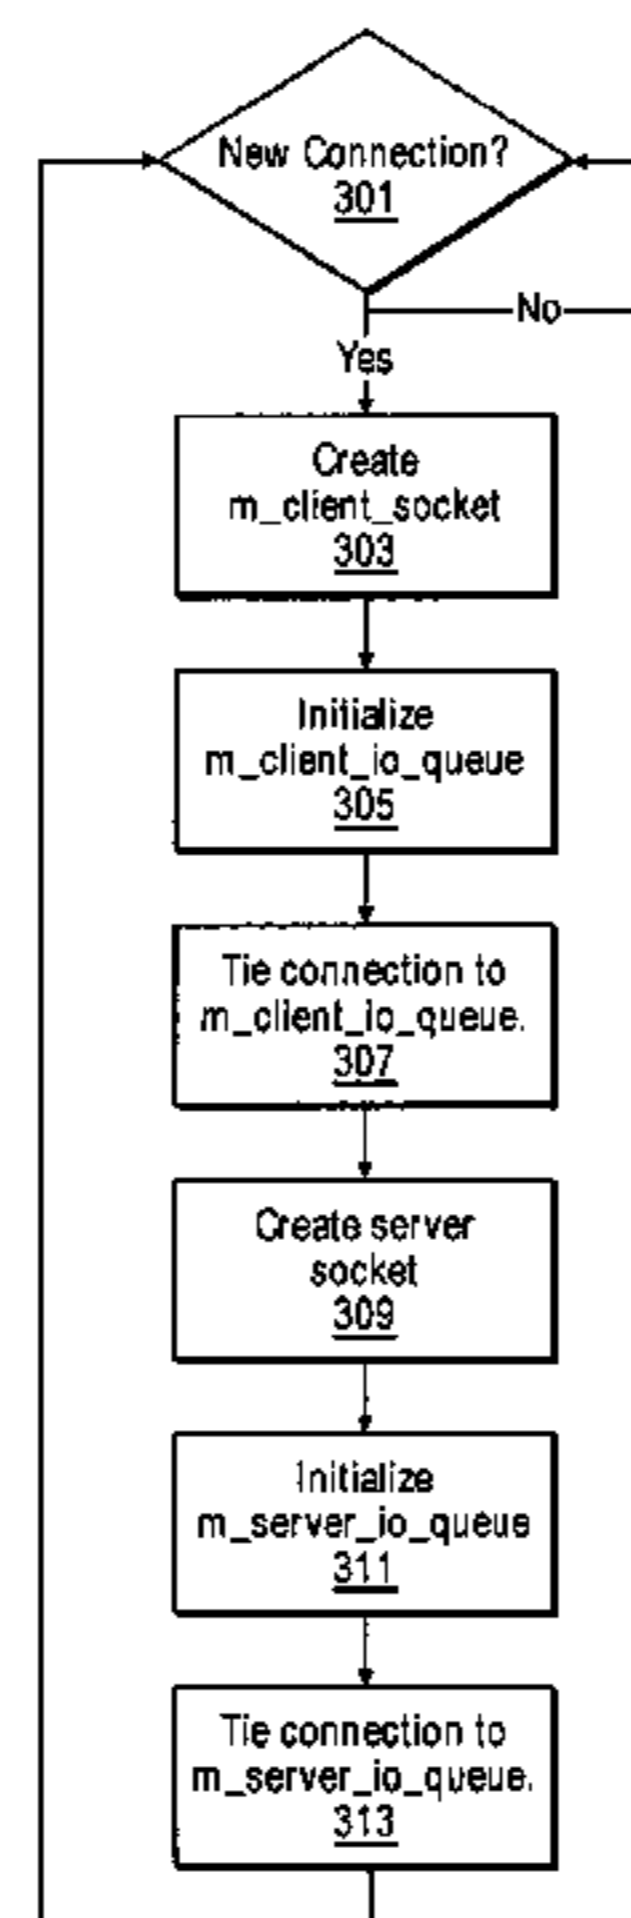 New Connection?
301
No
Yes
Create
m_client_socket
303
Initialize
m_client_io_queue
305
Tie connection to
m_client_io_queue.
307
Create server
socket
309
Initialize
m_server_io_queue
311
Tie connection to
m_server_io_queue.
313